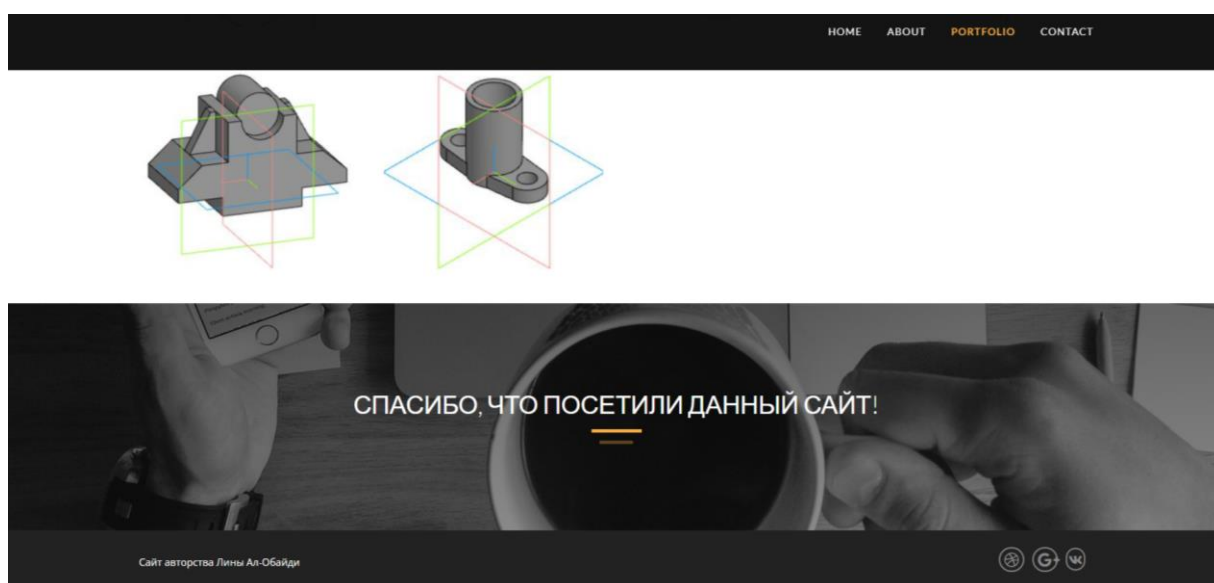 HOME ABOUT PORTFOLIO CONTACT
СПАСИБО, ЧТО ПОСЕТИЛИ ДАННЫЙ САЙТ!
Сайт авторства Лины Ал-Обайди
G+